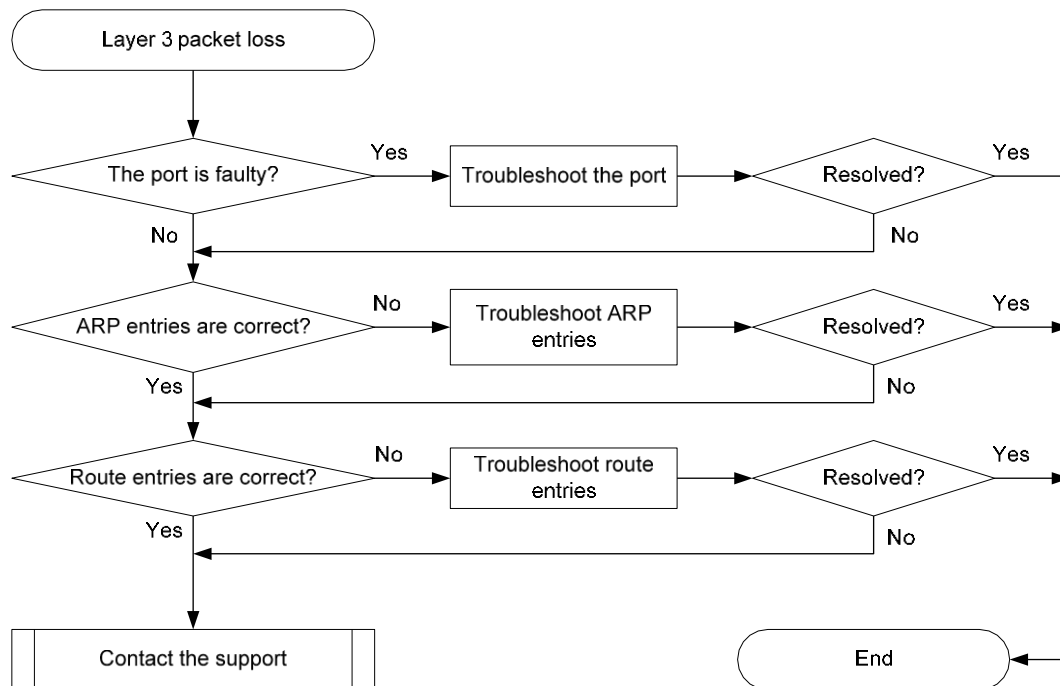 Layer 3 packet loss
The port is faulty?
Yes
Troubleshoot the port
Resolved?
Yes
No
No
ARP entries are correct?
No
Troubleshoot ARP
entries
Resolved?
Yes
Yes
No
Route entries are correct?
No
Troubleshoot route
entries
Resolved?
Yes
Yes
No
Contact the support
End